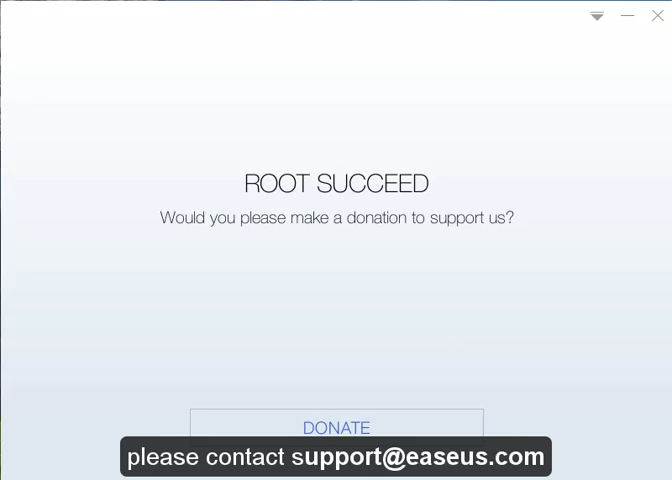 ROOT SUCCEED
Would you please make a donation to support us?
DONATE
please contact support@easeus.com